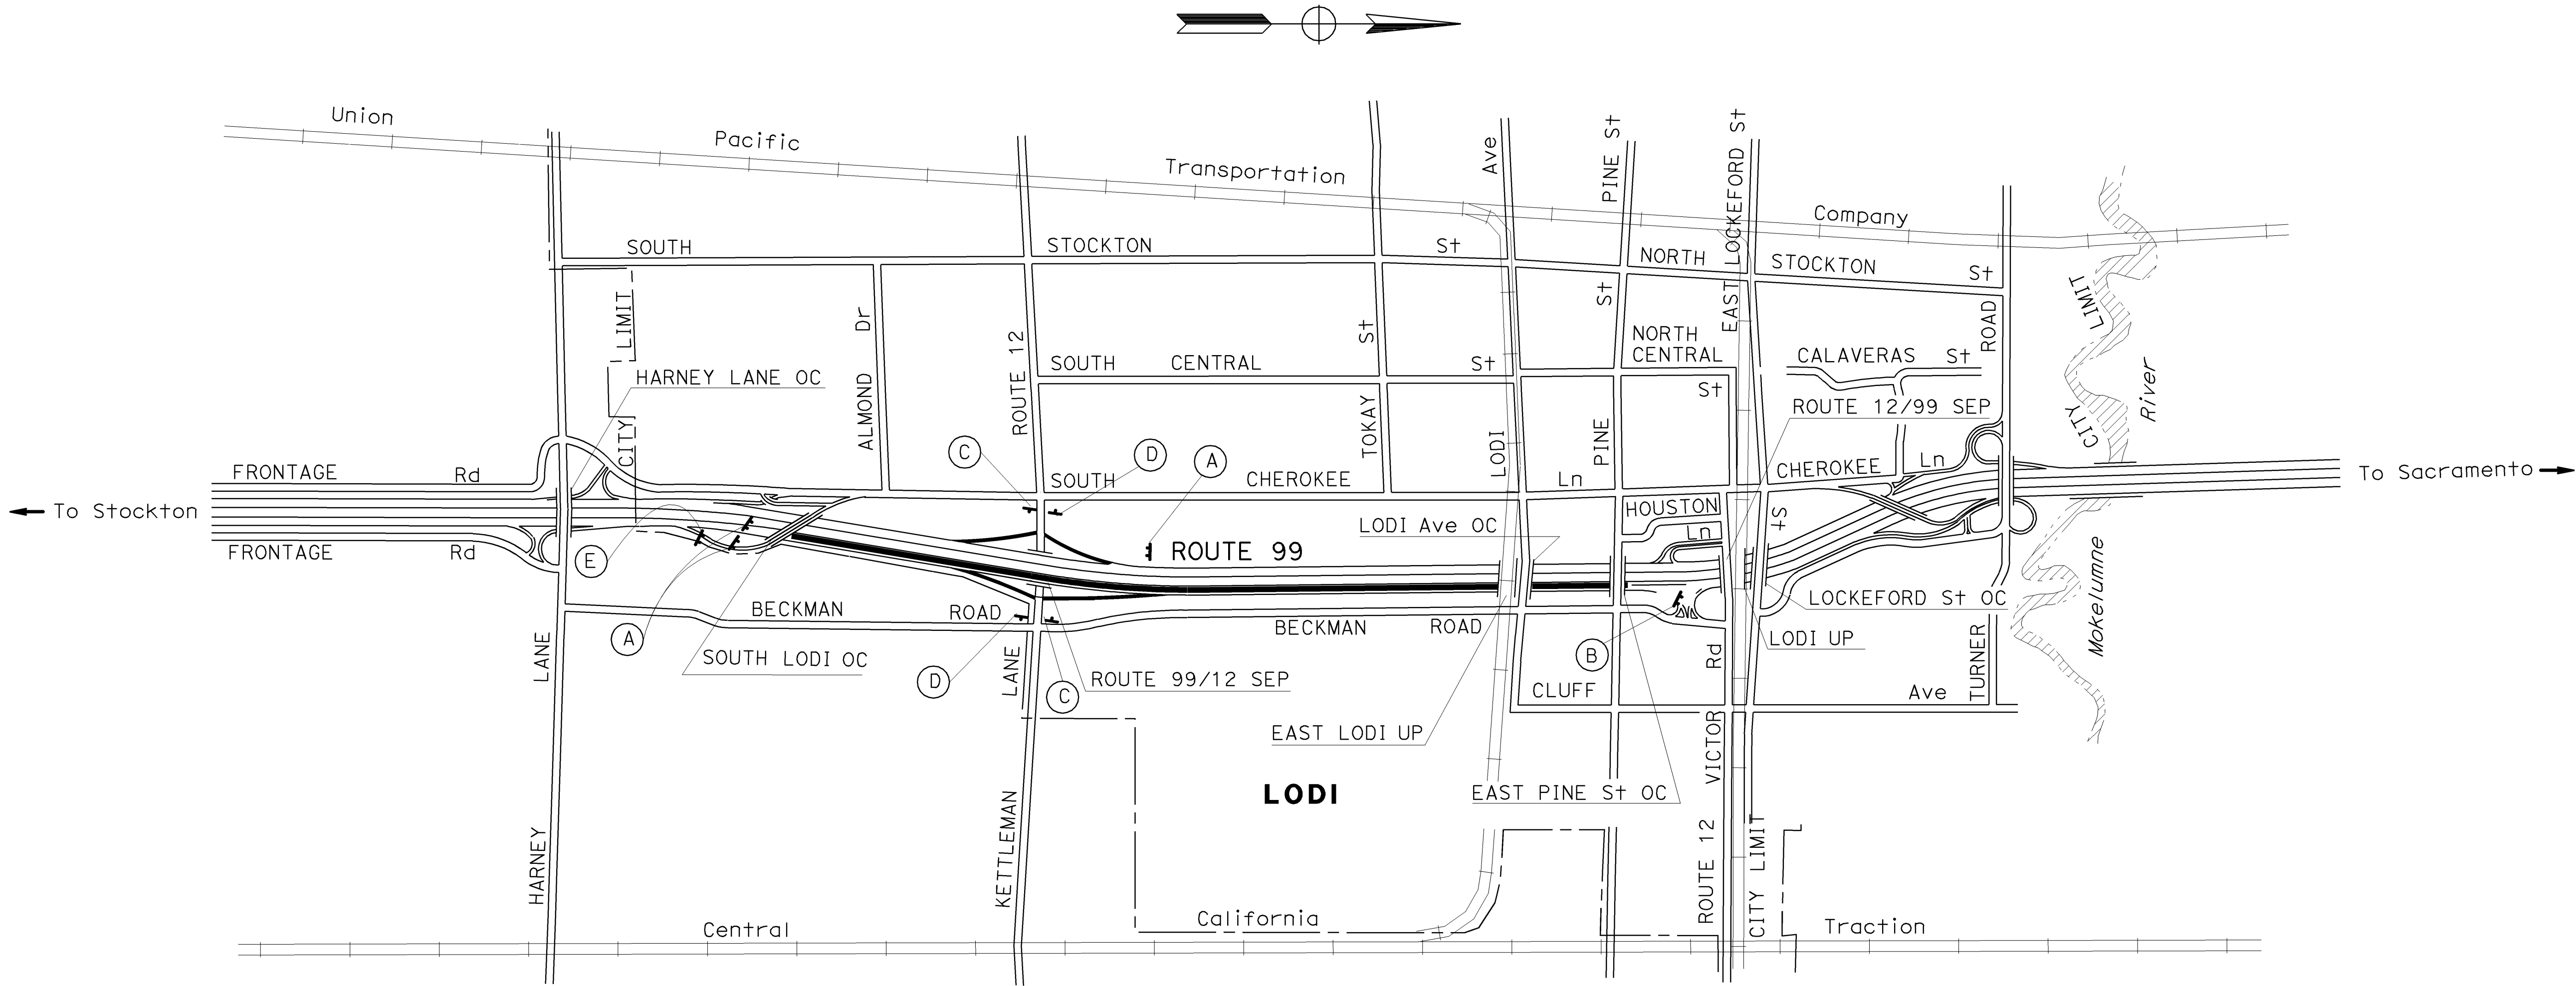 Union
Pacific
Transportation
Company
SOUTH
STOCKTON
St
NORTH
STOCKTON
St
Ave
PINE St
EAST LOCKEFORD St
CITY LIMIT
HARNEY LANE OC
ALMOND Dr
ROUTE 12
SOUTH
CENTRAL
St
NORTH
CENTRAL
St
CALAVERAS St
ROAD
CITY LIMIT
CITY
River
ROUTE 12/99 SEP
TOKAY St
LODI
PINE St
C
D
A
FRONTAGE Rd
SOUTH
CHEROKEE
Ln
CHEROKEE Ln
To Sacramento
To Stockton
HOUSTON
Ln
St
LODI Ave OC
FRONTAGE Rd
E
ROUTE 99
BECKMAN
ROAD
BECKMAN
ROAD
LOCKEFORD St OC
LODI UP
Mokelumne
A
SOUTH LODI OC
D
C
ROUTE 99/12 SEP
B
CLUFF
Ave
TURNER
HARNEY LANE
KETTLEMAN LANE
EAST LODI UP
EAST PINE St OC
VICTOR Rd
LODI
ROUTE 12
CITY LIMIT
Central
California
Traction